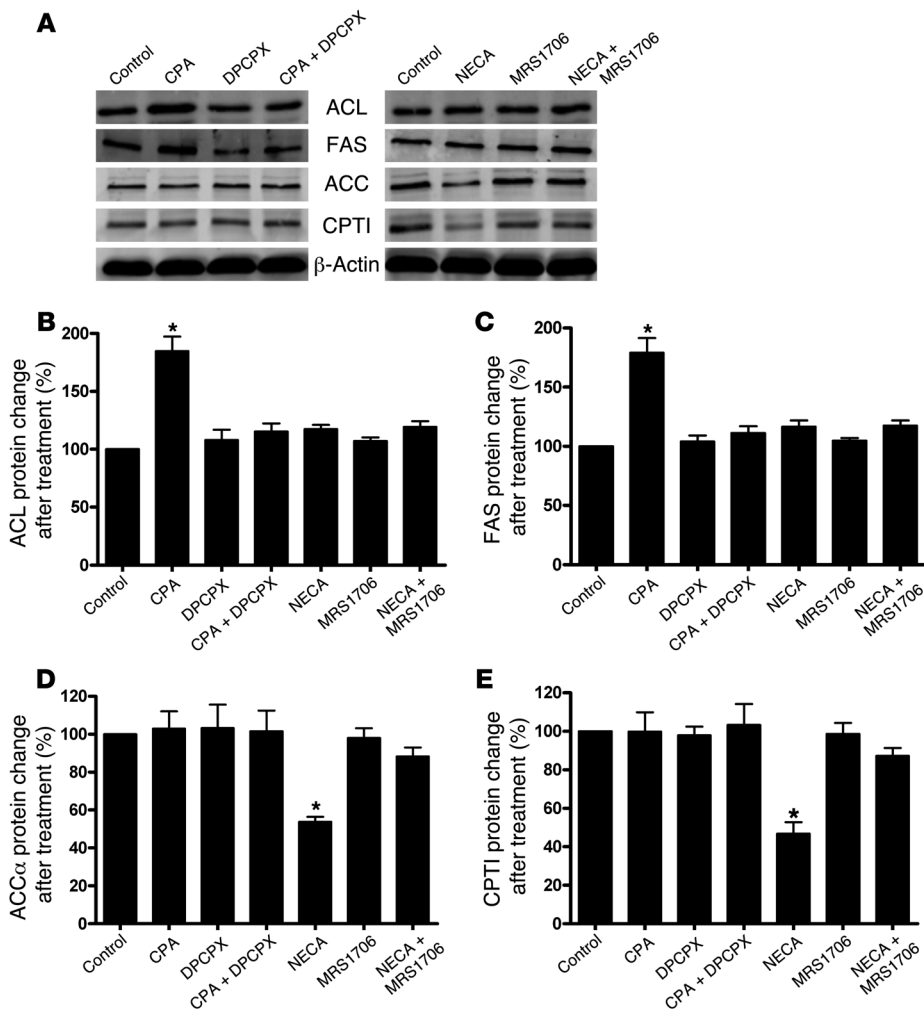 A
Control CPA DPCPX CPA + DPCPX
Control NECA MRS1706 NECA +
MRS1706
ACL
FAS
ACC
CPTI
β-Actin
B
ACL protein change
after treatment (%)
200
150
100
50
0
Control CPA DPCPX CPA + DPCPX NECA MRS1706 NECA +
MRS1706
*
C
FAS protein change
after treatment (%)
200
150
100
50
0
Control CPA DPCPX CPA + DPCPX NECA MRS1706 NECA +
MRS1706
*
D
ACCα protein change
after treatment (%)
120
100
80
60
40
20
0
Control CPA DPCPX CPA + DPCPX NECA MRS1706 NECA +
MRS1706
*
E
CPTI protein change
after treatment (%)
120
100
80
60
40
20
0
Control CPA DPCPX CPA + DPCPX NECA MRS1706 NECA +
MRS1706
*